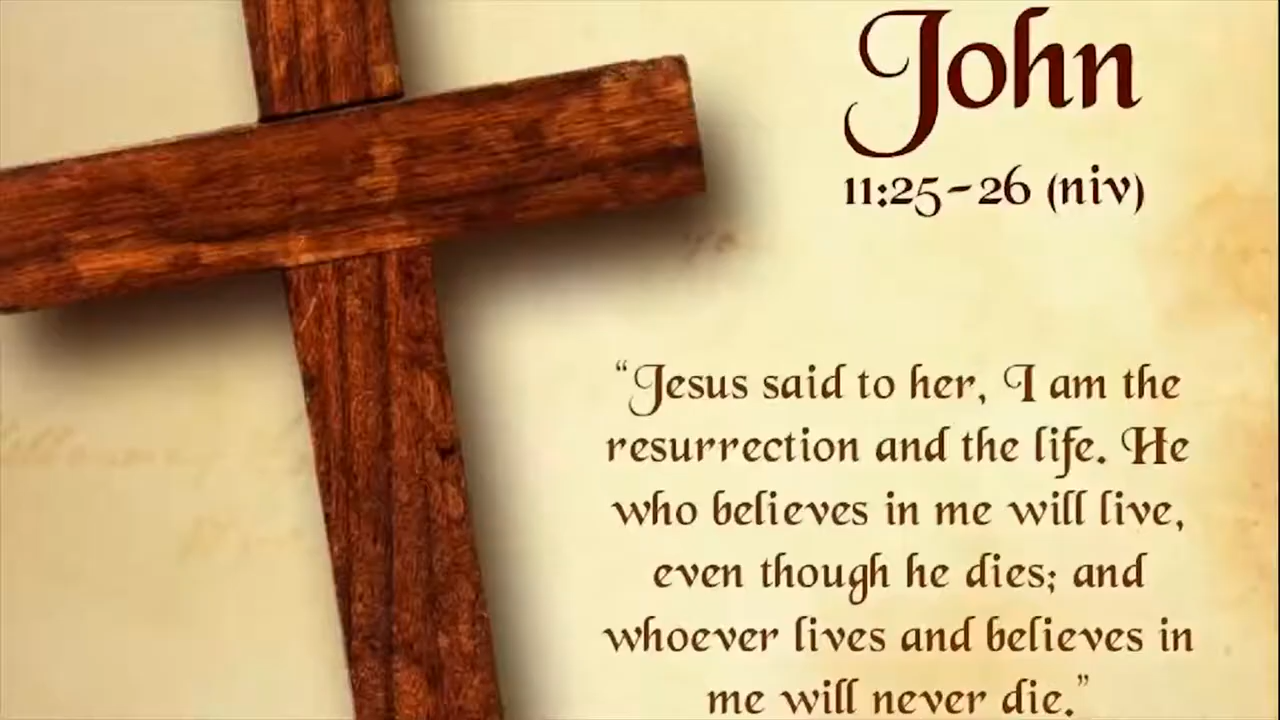 John
11:25-26 (niv)
“Jesus said to her, I am the
resurrection and the life. He
who believes in me will live,
even though he dies; and
whoever lives and believes in
me will never die.”